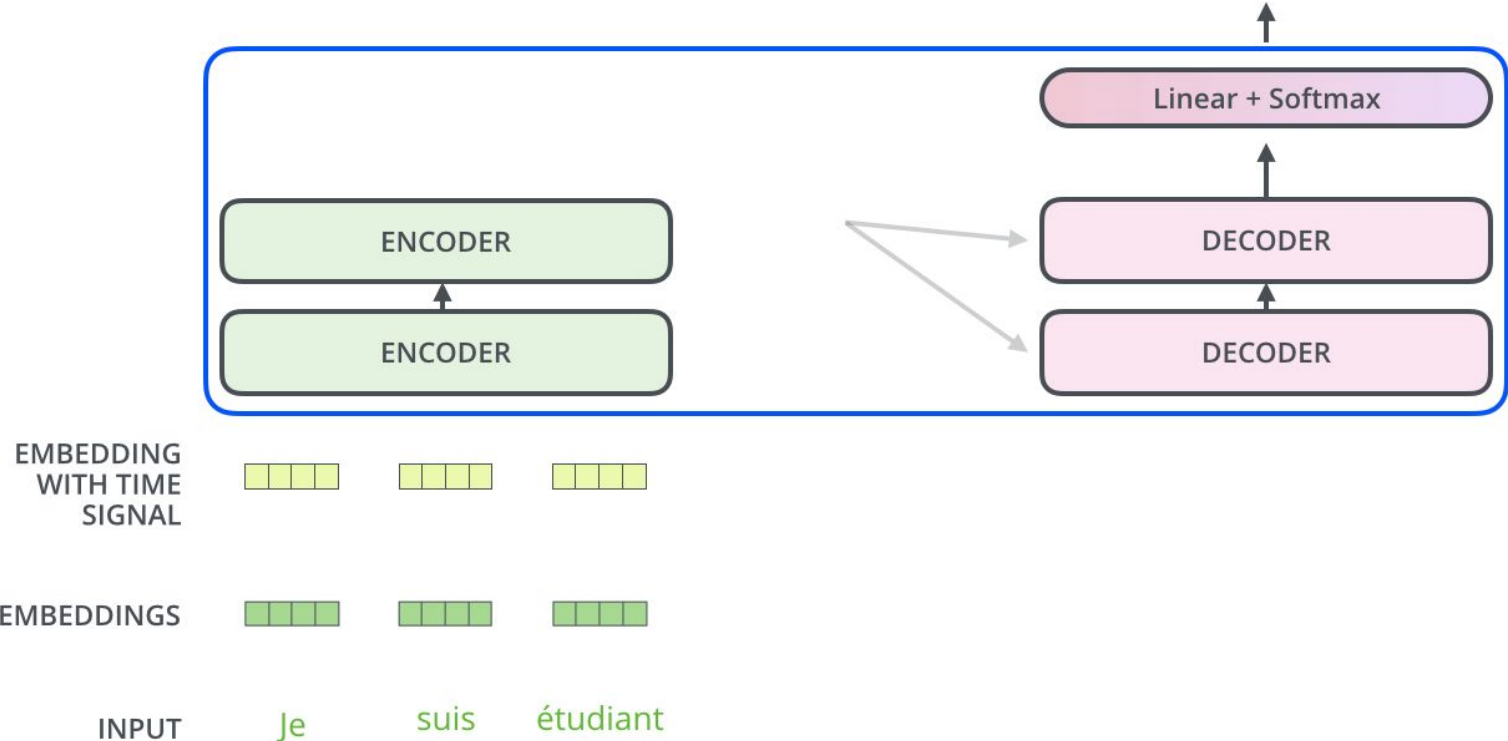 Linear + Softmax
ENCODER
DECODER
ENCODER
DECODER
EMBEDDING
WITH TIME
SIGNAL
EMBEDDINGS
INPUT Je suis étudiant